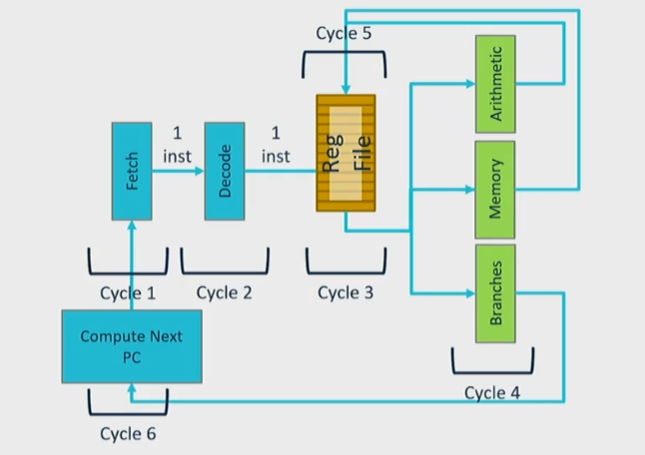 Cycle 5
Arithmetic
1
inst
1
inst
Fetch
Decode
Reg
File
Memory
Cycle 1
Cycle 2
Cycle 3
Branches
Compute Next
PC
Cycle 4
Cycle 6